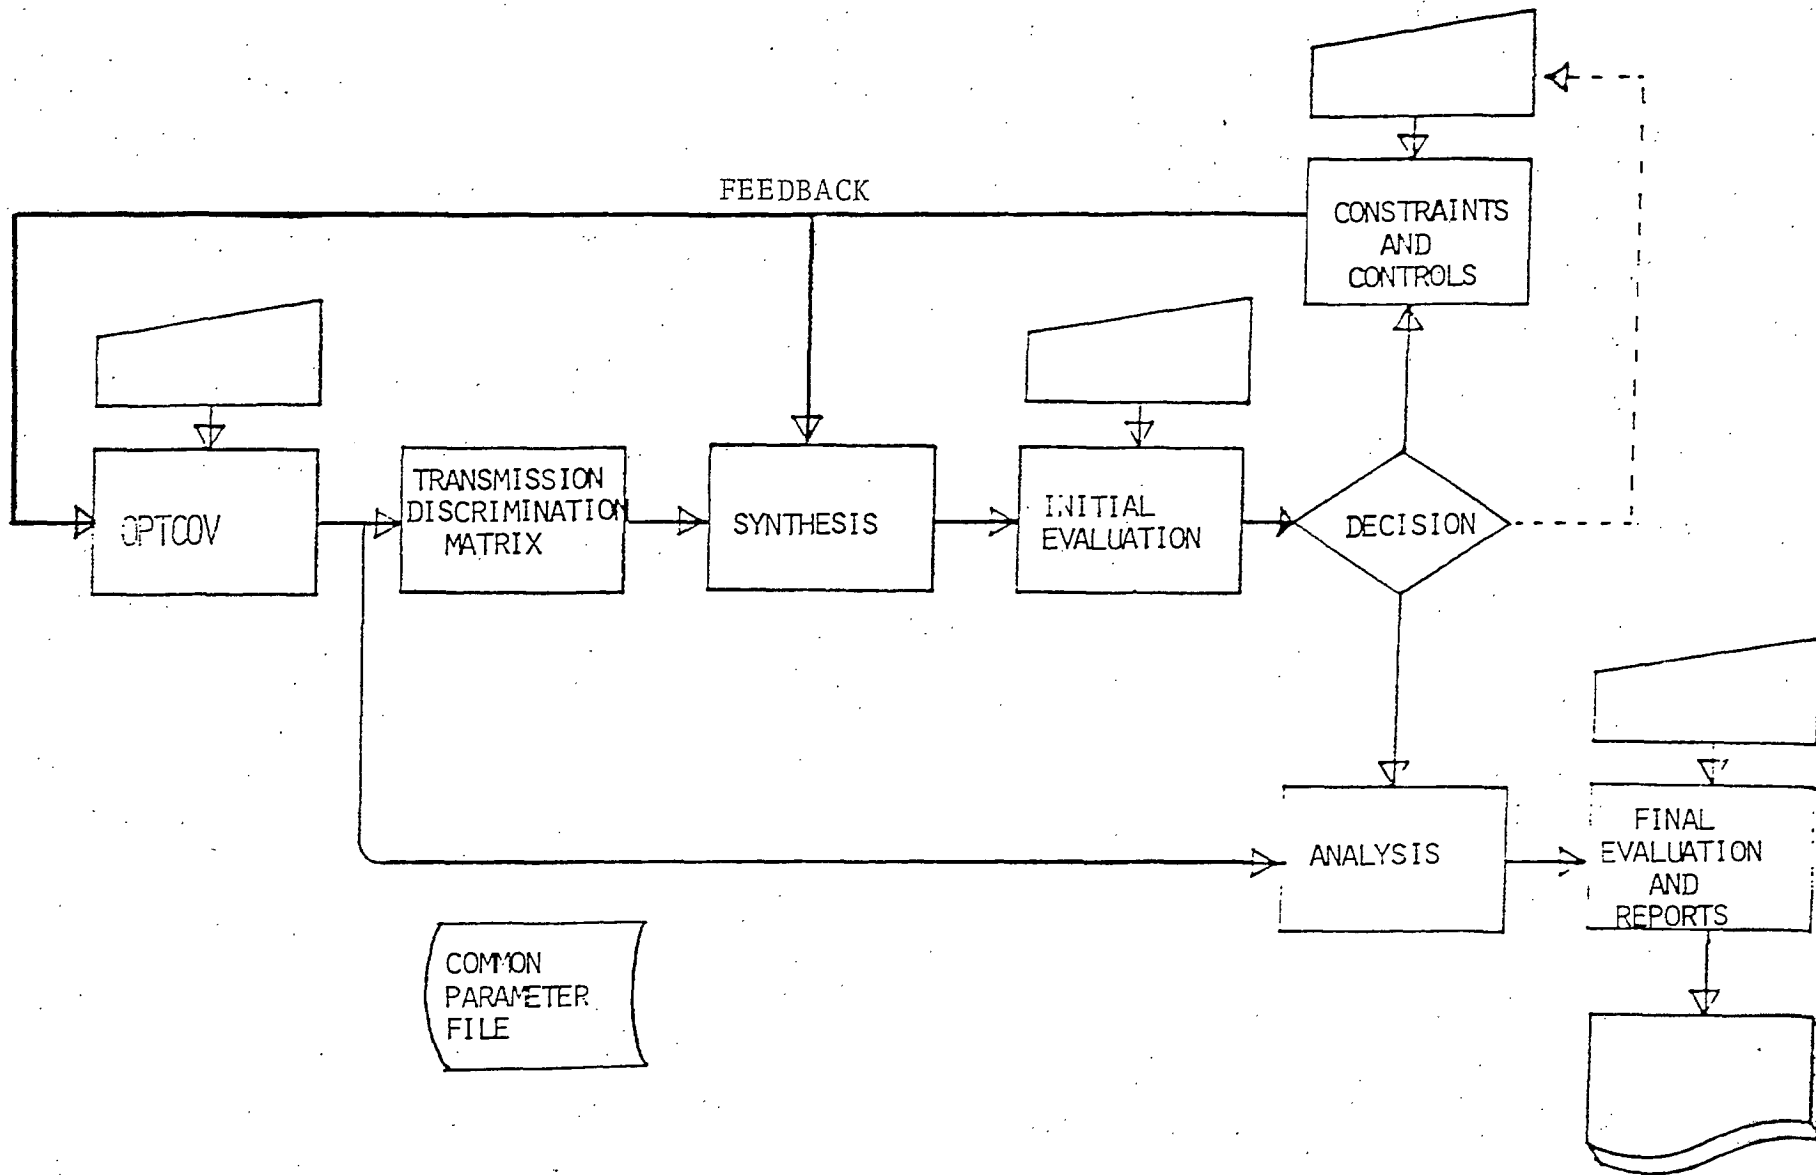 FEEDBACK
CONSTRAINTS
AND
CONTROLS
OPTCOV
TRANSMISSION
DISCRIMINATION
MATRIX
SYNTHESIS
INITIAL
EVALUATION
DECISION
ANALYSIS
FINAL
EVALUATION
AND
REPORTS
COMMON
PARAMETER
FILE